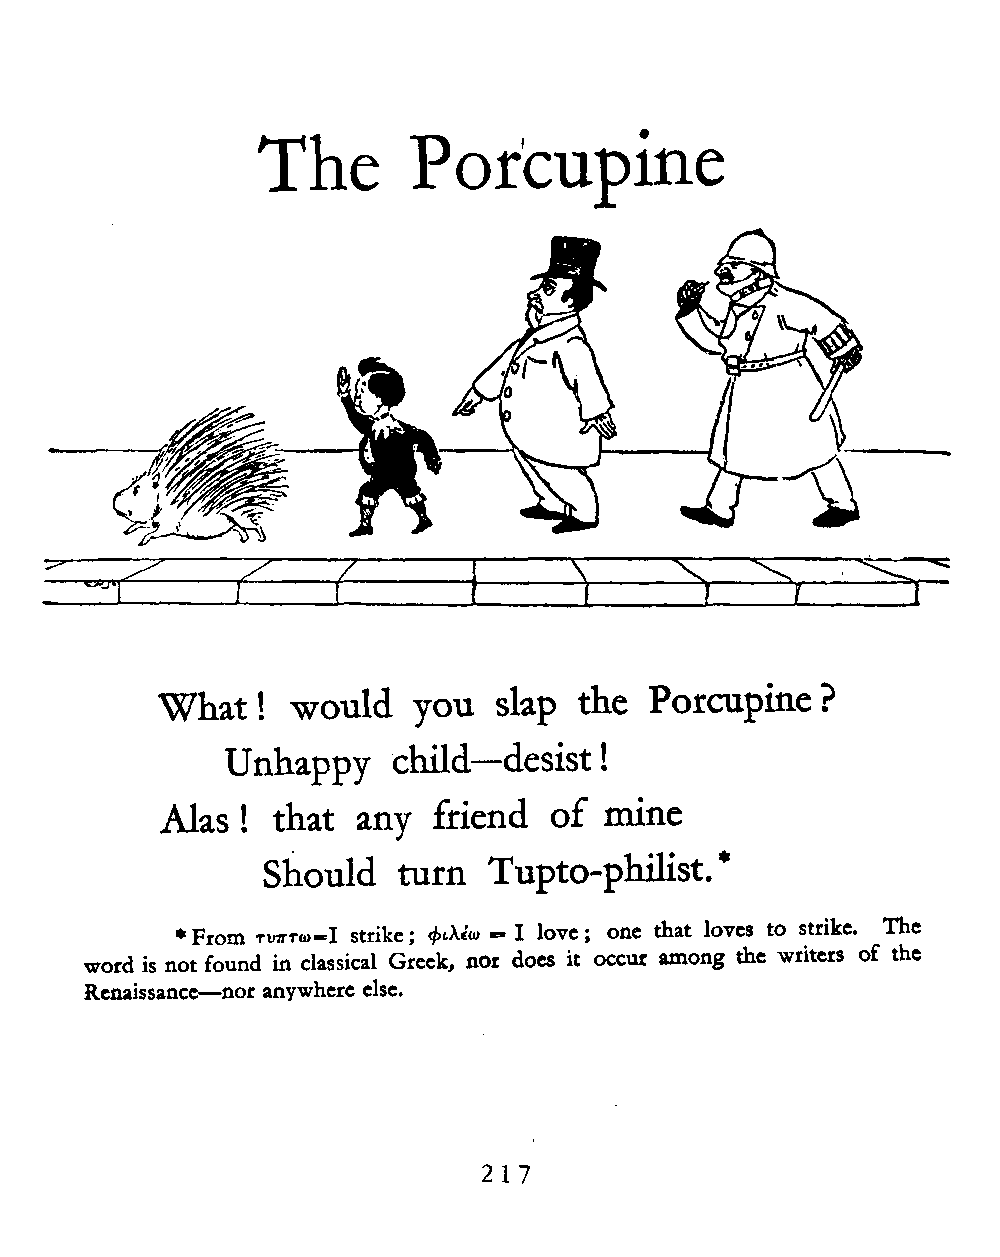 The Porcupine
What! would you slap the Porcupine?
Unhappy child—desist!
Alas! that any friend of mine
Should turn Tupto-philist.*
* From τυπτω=I strike; φιλέω = I love; one that loves to strike. The
word is not found in classical Greek, nor does it occur among the writers of the
Renaissance—nor anywhere else.
217